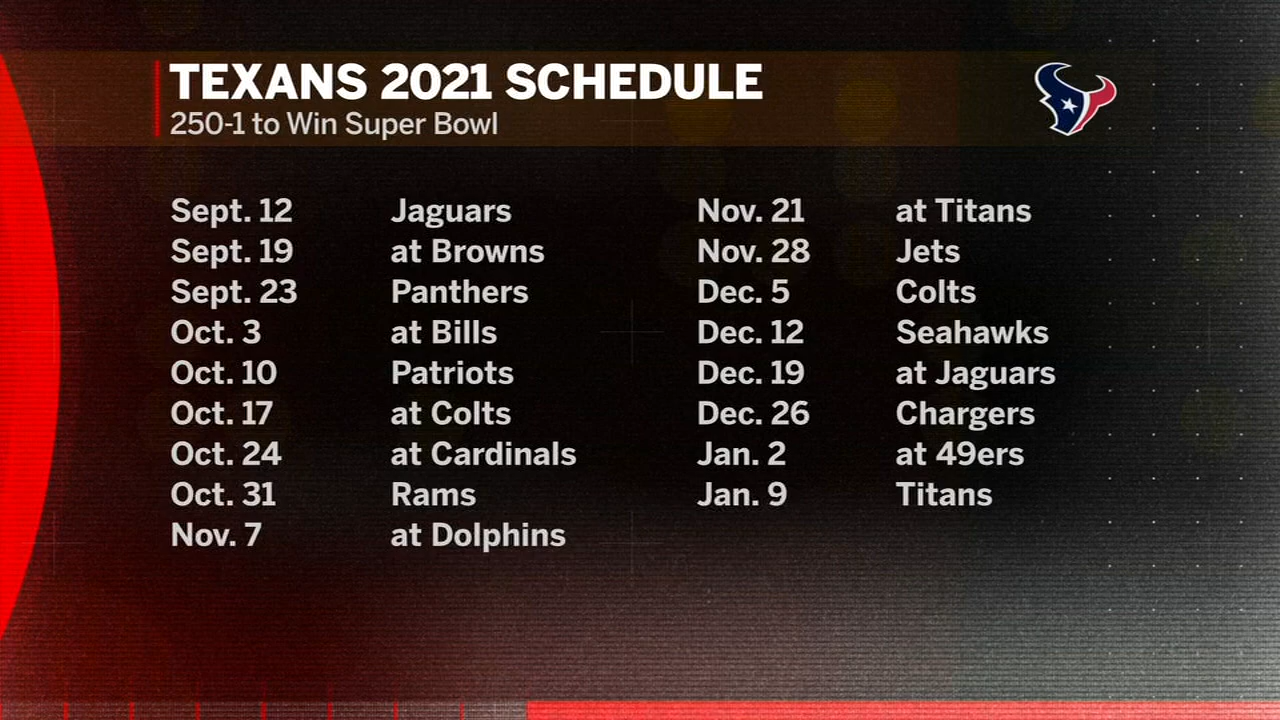 TEXANS 2021 SCHEDULE
250-1 to Win Super Bowl
Sept. 12 Jaguars
Sept. 19 at Browns
Sept. 23 Panthers
Oct. 3 at Bills
Oct. 10 Patriots
Oct. 17 at Colts
Oct. 24 at Cardinals
Oct. 31 Rams
Nov. 7 at Dolphins
Nov. 21 at Titans
Nov. 28 Jets
Dec. 5 Colts
Dec. 12 Seahawks
Dec. 19 at Jaguars
Dec. 26 Chargers
Jan. 2 at 49ers
Jan. 9 Titans